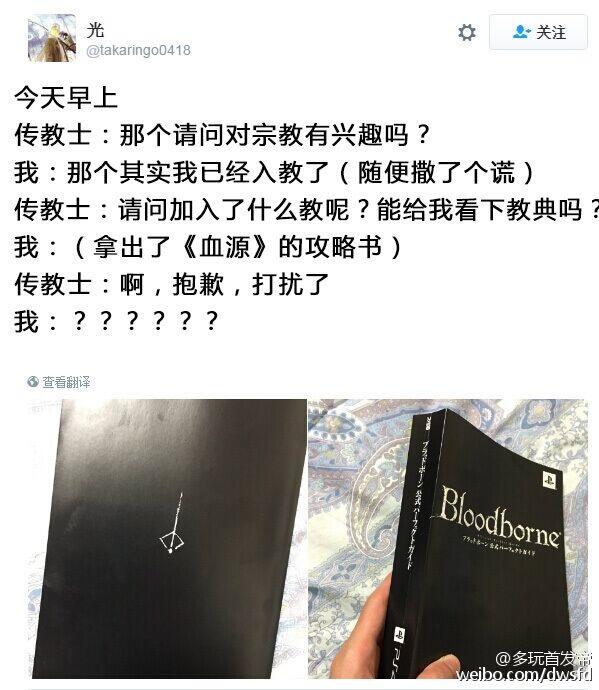 光
@takaringo0418
关注
今天早上
传教士：那个请问对宗教有兴趣吗？
我：那个其实我已经入教了（随便撒了个谎）
传教士：请问加入了什么教呢？能给我看下教典吗？
我：（拿出了《血源》的攻略书）
传教士：啊，抱歉，打扰了
我：？？？？？？
查看翻译
ブラッドボーン 公式パーフェクトガイド
PS4
Bloodborne
ブラッドボーン 公式パーフェクトガイド
@多玩首发帝
weibo.com/dwsfd